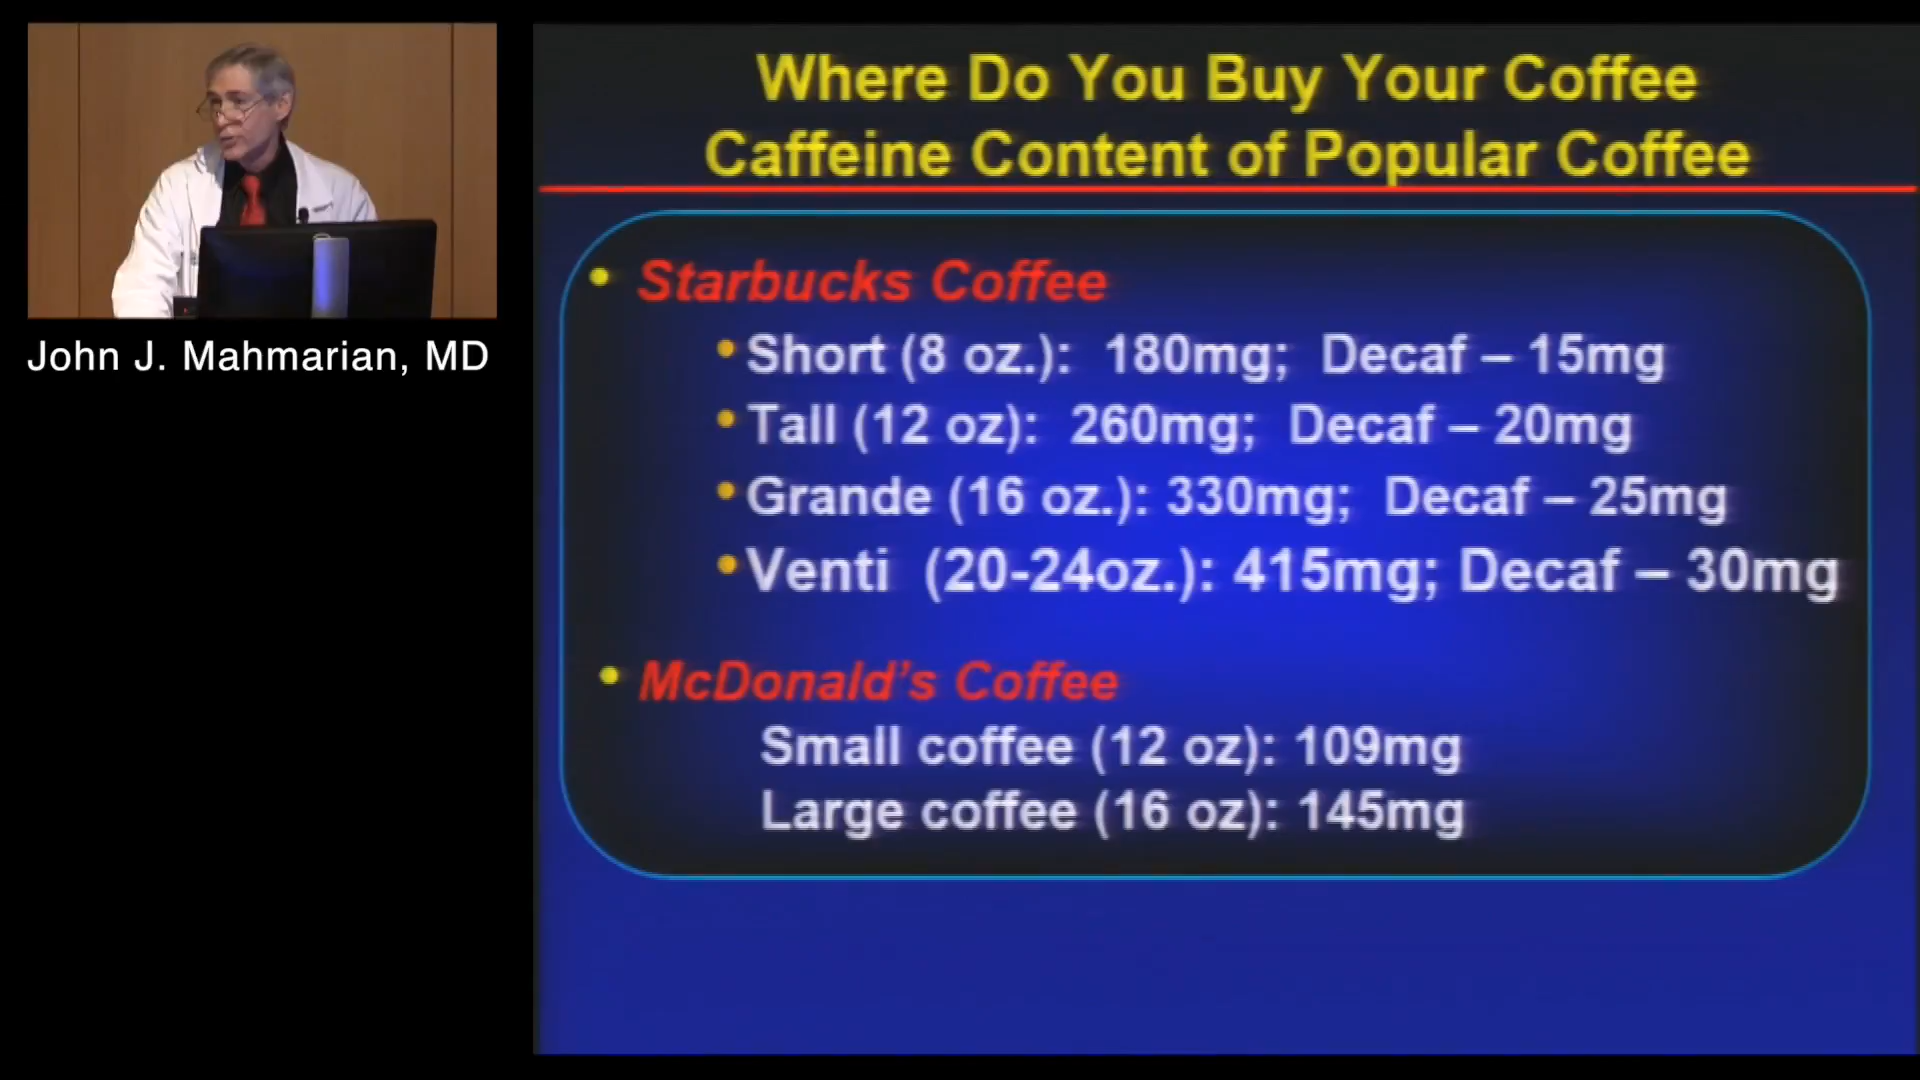 Where Do You Buy Your Coffee
Caffeine Content of Popular Coffee
John J. Mahmarian, MD
• Starbucks Coffee
• Short (8 oz.): 180mg; Decaf – 15mg
• Tall (12 oz): 260mg; Decaf – 20mg
• Grande (16 oz.): 330mg; Decaf – 25mg
• Venti (20-24oz.): 415mg; Decaf – 30mg
• McDonald's Coffee
Small coffee (12 oz): 109mg
Large coffee (16 oz): 145mg